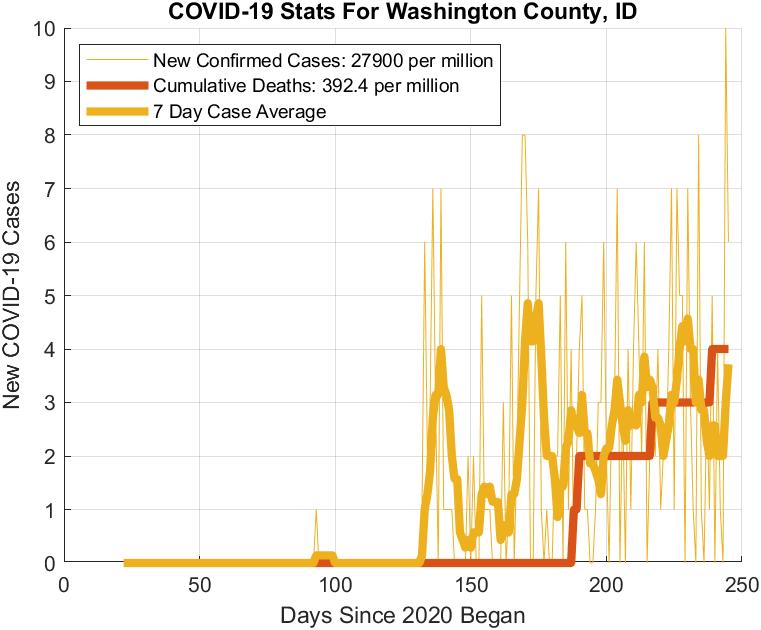 COVID-19 Stats For Washington County, ID
New Confirmed Cases: 27900 per million
Cumulative Deaths: 392.4 per million
7 Day Case Average
New COVID-19 Cases
10
9
8
7
6
5
4
3
2
1
0
0 50 100 150 200 250
Days Since 2020 Began